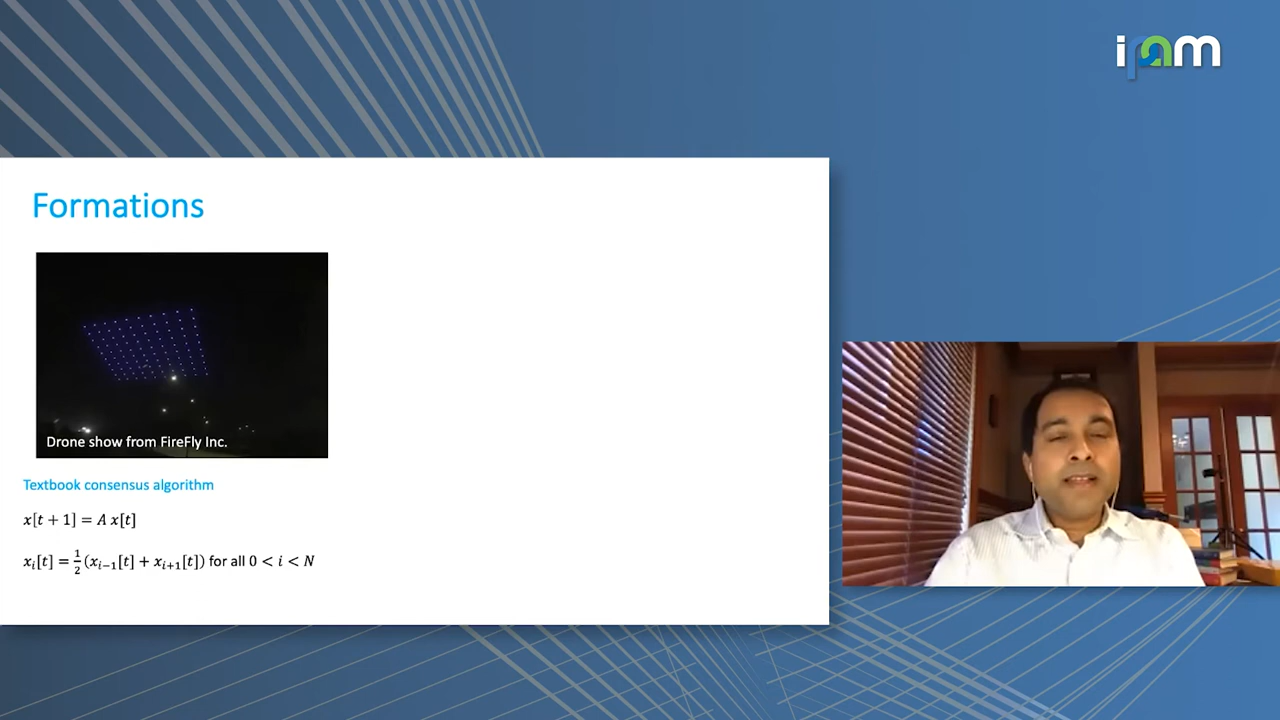 ipam
Formations
Drone show from FireFly Inc.
Textbook consensus algorithm
x[t + 1] = A x[t]
x_i[t] = 1/2 (x_{i−1}[t] + x_{i+1}[t]) for all 0 < i < N